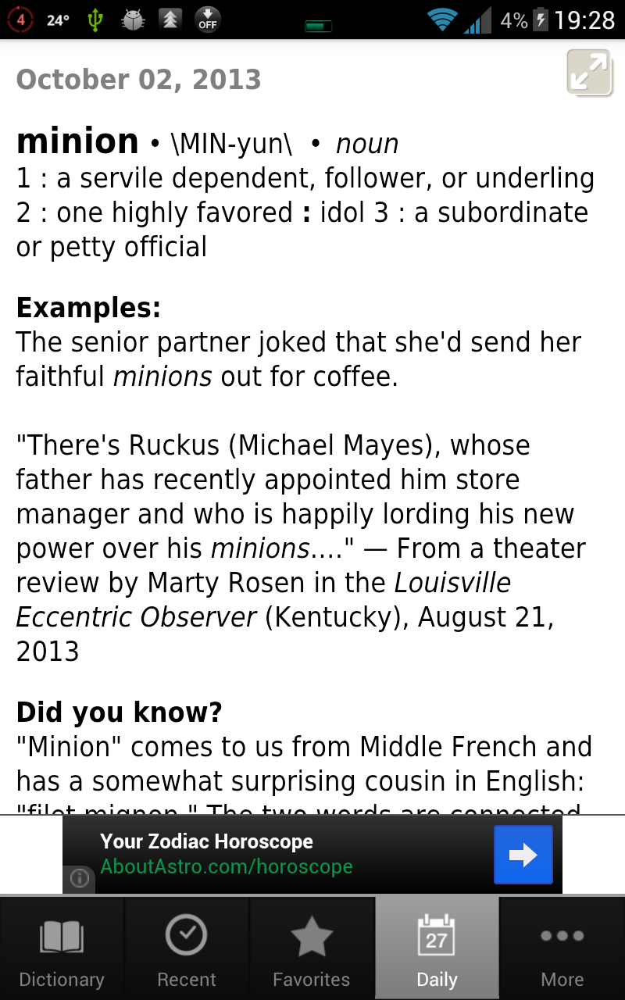 4 24° OFF 4% 19:28
October 02, 2013
minion • \MIN-yun\ • noun
1 : a servile dependent, follower, or underling
2 : one highly favored : idol 3 : a subordinate
or petty official
Examples:
The senior partner joked that she'd send her
faithful minions out for coffee.
"There's Ruckus (Michael Mayes), whose
father has recently appointed him store
manager and who is happily lording his new
power over his minions...." — From a theater
review by Marty Rosen in the Louisville
Eccentric Observer (Kentucky), August 21,
2013
Did you know?
"Minion" comes to us from Middle French and
has a somewhat surprising cousin in English:
"filet mignon." The two words are connected
Your Zodiac Horoscope
AboutAstro.com/horoscope
27
Dictionary Recent Favorites Daily More